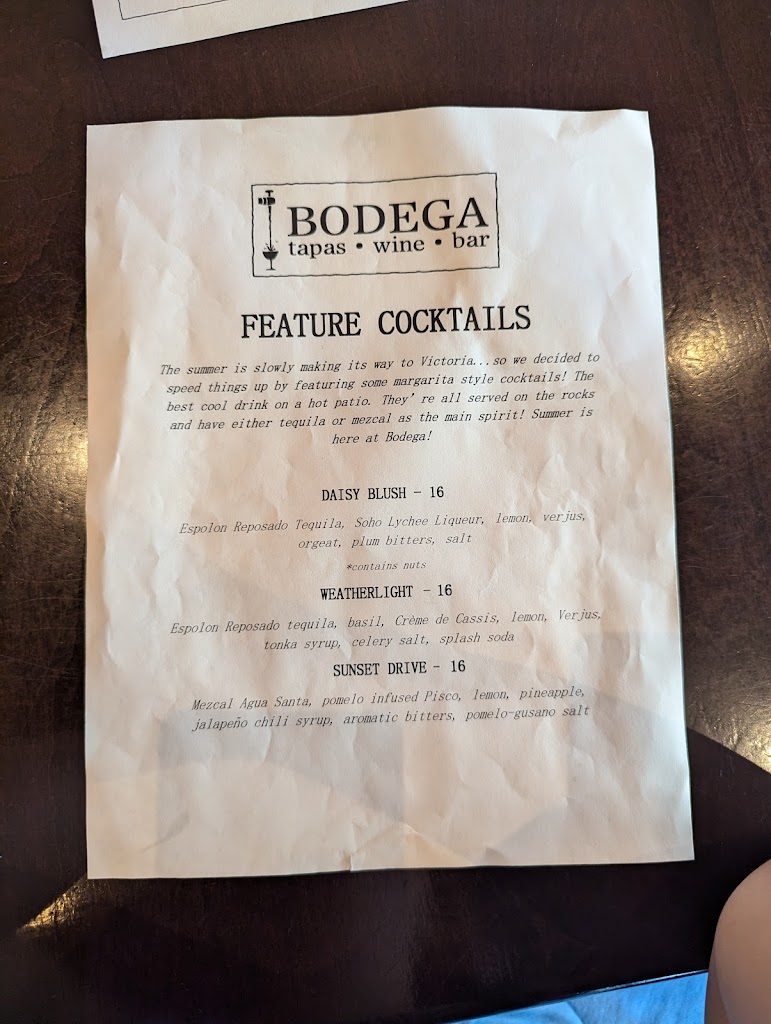 BODEGA
tapas • wine • bar
FEATURE COCKTAILS
The summer is slowly making its way to Victoria...so we decided to
speed things up by featuring some margarita style cocktails! The
best cool drink on a hot patio. They're all served on the rocks
and have either tequila or mezcal as the main spirit! Summer is
here at Bodega!
DAISY BLUSH - 16
Espolon Reposado Tequila, Soho Lychee Liqueur, lemon, verjus,
orgeat, plum bitters, salt
*contains nuts
WEATHERLIGHT - 16
Espolon Reposado tequila, basil, Crème de Cassis, lemon, Verjus,
tonka syrup, celery salt, splash soda
SUNSET DRIVE - 16
Mezcal Agua Santa, pomelo infused Pisco, lemon, pineapple,
jalapeño chili syrup, aromatic bitters, pomelo-gusano salt